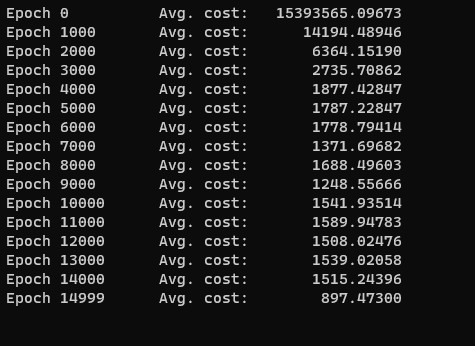 Epoch 0 Avg. cost: 15393565.09673
Epoch 1000 Avg. cost: 14194.48946
Epoch 2000 Avg. cost: 6364.15190
Epoch 3000 Avg. cost: 2735.70862
Epoch 4000 Avg. cost: 1877.42847
Epoch 5000 Avg. cost: 1787.22847
Epoch 6000 Avg. cost: 1778.79414
Epoch 7000 Avg. cost: 1371.69682
Epoch 8000 Avg. cost: 1688.49603
Epoch 9000 Avg. cost: 1248.55666
Epoch 10000 Avg. cost: 1541.93514
Epoch 11000 Avg. cost: 1589.94783
Epoch 12000 Avg. cost: 1508.02476
Epoch 13000 Avg. cost: 1539.02058
Epoch 14000 Avg. cost: 1515.24396
Epoch 14999 Avg. cost: 897.47300